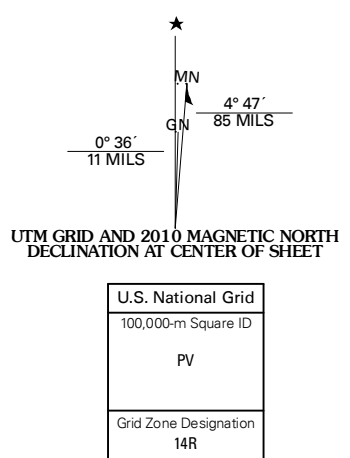 ★
MN
4° 47´
85 MILS
GN
0° 36´
11 MILS
UTM GRID AND 2010 MAGNETIC NORTH
DECLINATION AT CENTER OF SHEET
U.S. National Grid
100,000-m Square ID
PV
Grid Zone Designation
14R